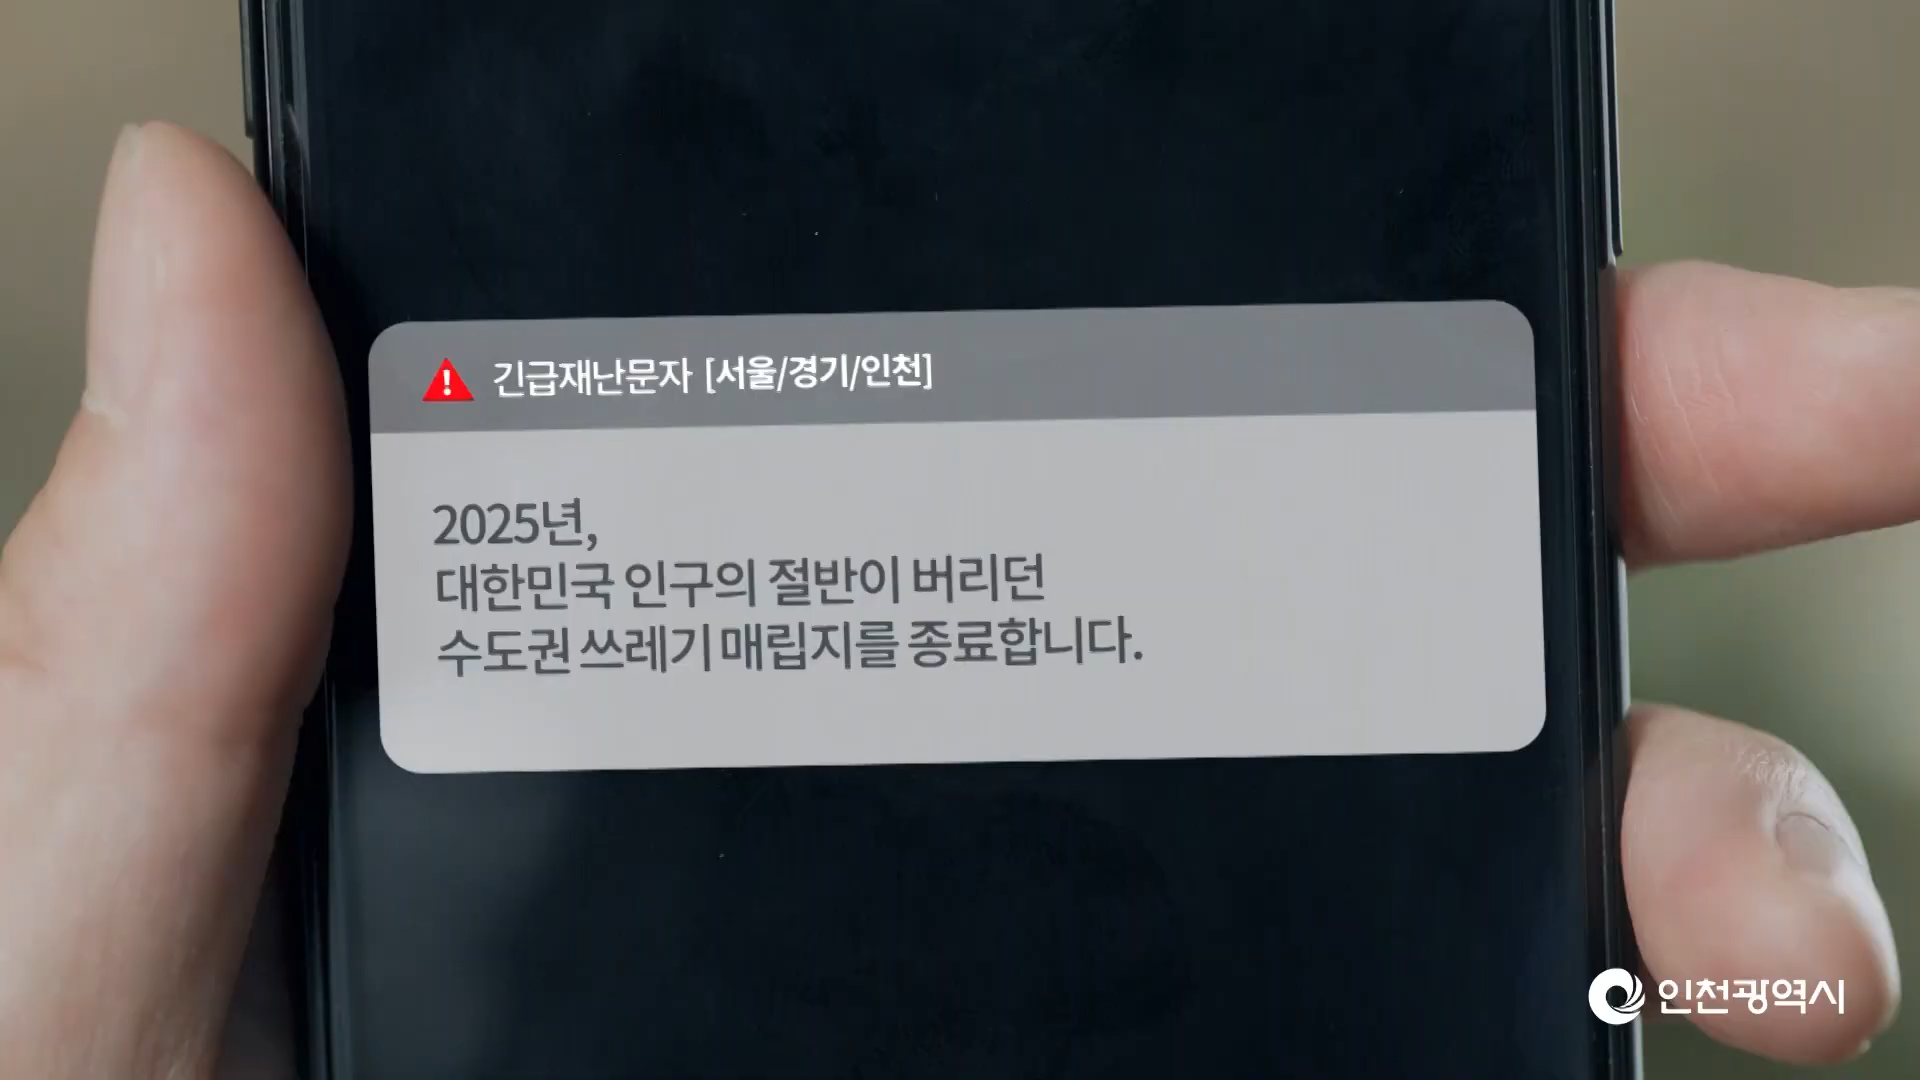 긴급재난문자 [서울/경기/인천]
2025년,
대한민국 인구의 절반이 버리던
수도권 쓰레기 매립지를 종료합니다.
인천광역시